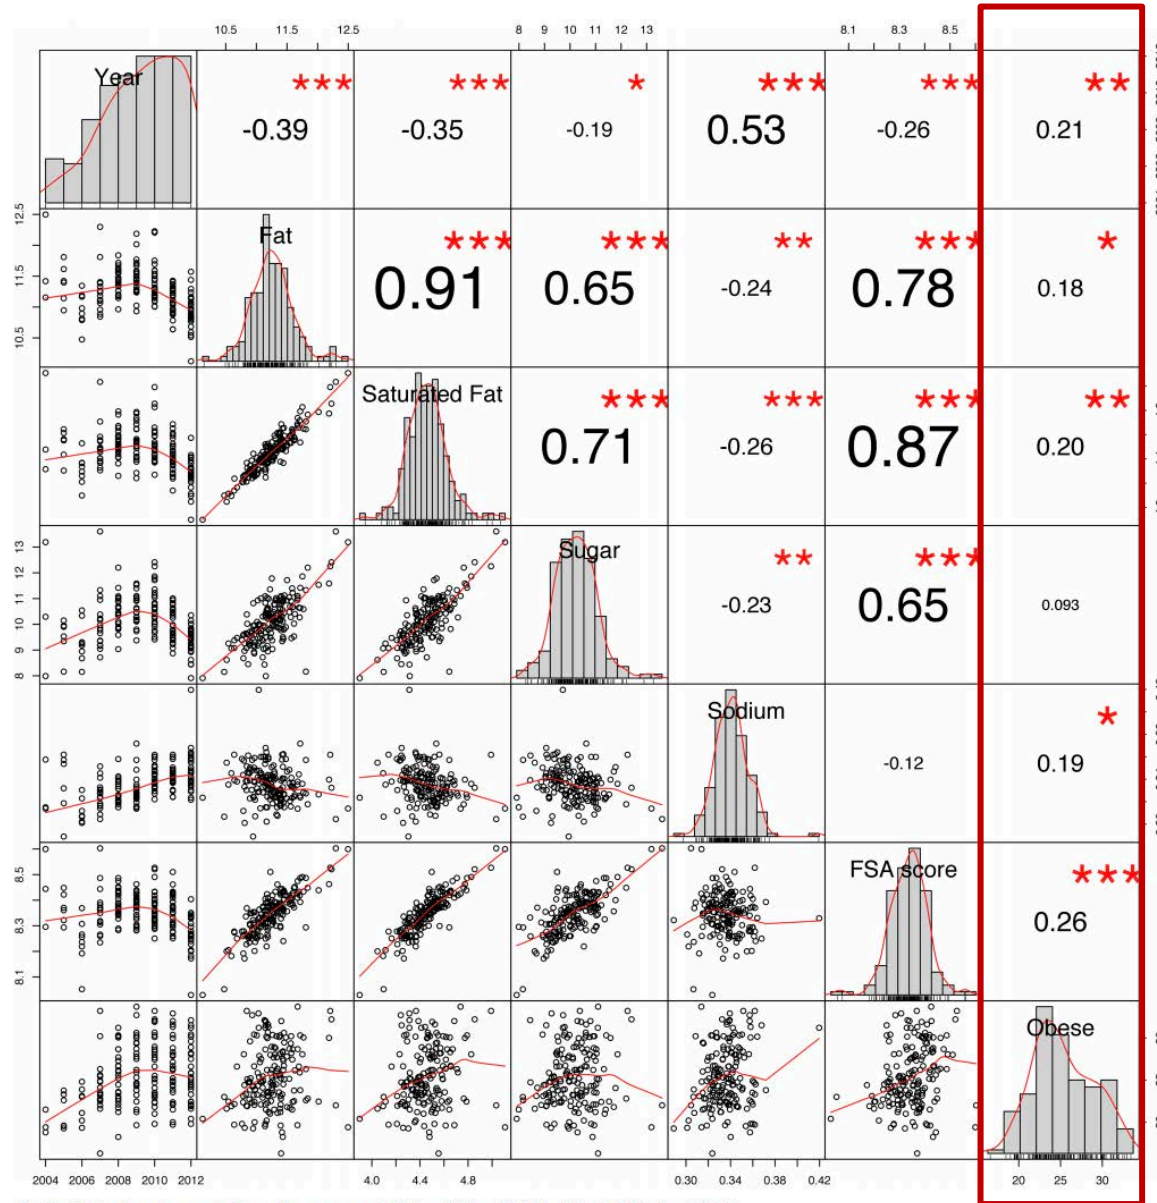 10.5 11.5 12.5 8 9 10 11 12 13 8.1 8.3 8.5
Year *** -0.39 *** -0.35 * -0.19 *** 0.53 *** -0.26 ** 0.21
12.5
11.5
10.5
Fat *** 0.91 *** 0.65 ** -0.24 *** 0.78 * 0.18
Saturated Fat *** 0.71 *** -0.26 *** 0.87 ** 0.20
13
12
11
10
9
8
Sugar ** -0.23 *** 0.65 0.093
Sodium -0.12 * 0.19
8.5
8.3
8.1
FSA score *** 0.26
Obese
2004 2006 2008 2010 2012 4.0 4.4 4.8 0.30 0.34 0.38 0.42 20 25 30